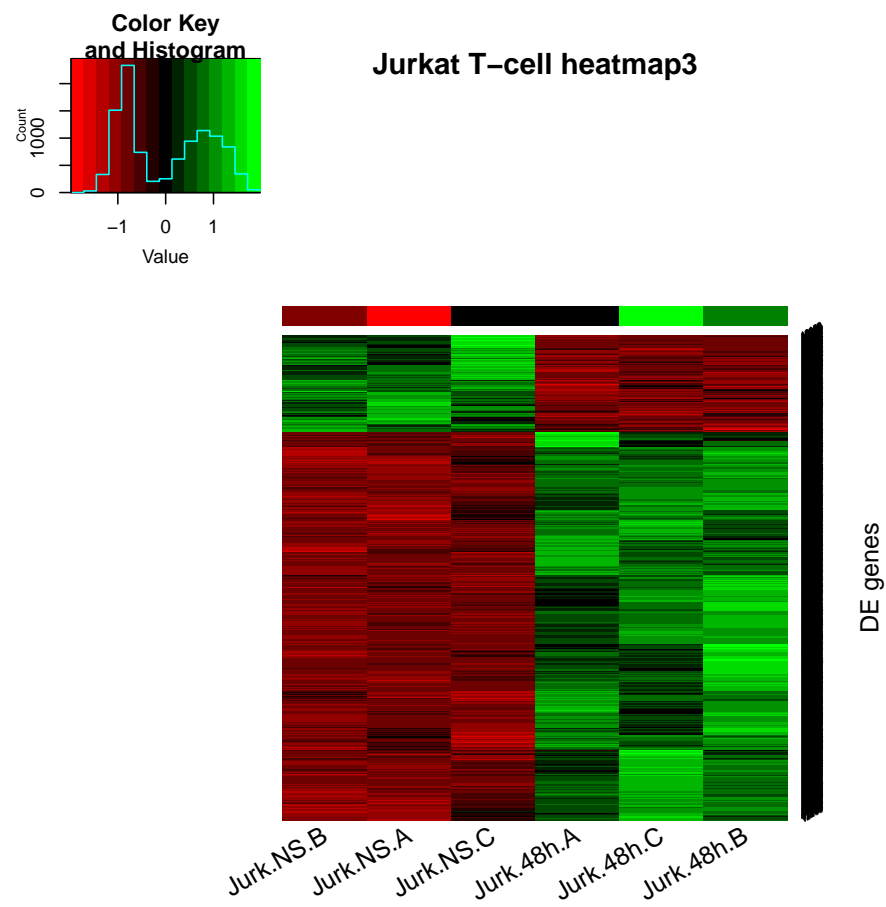 Color Key
and Histogram
Jurkat T−cell heatmap3
Count
0
1000
−1
0
1
Value
DE genes
Jurk.NS.B
Jurk.NS.A
Jurk.NS.C
Jurk.48h.A
Jurk.48h.C
Jurk.48h.B